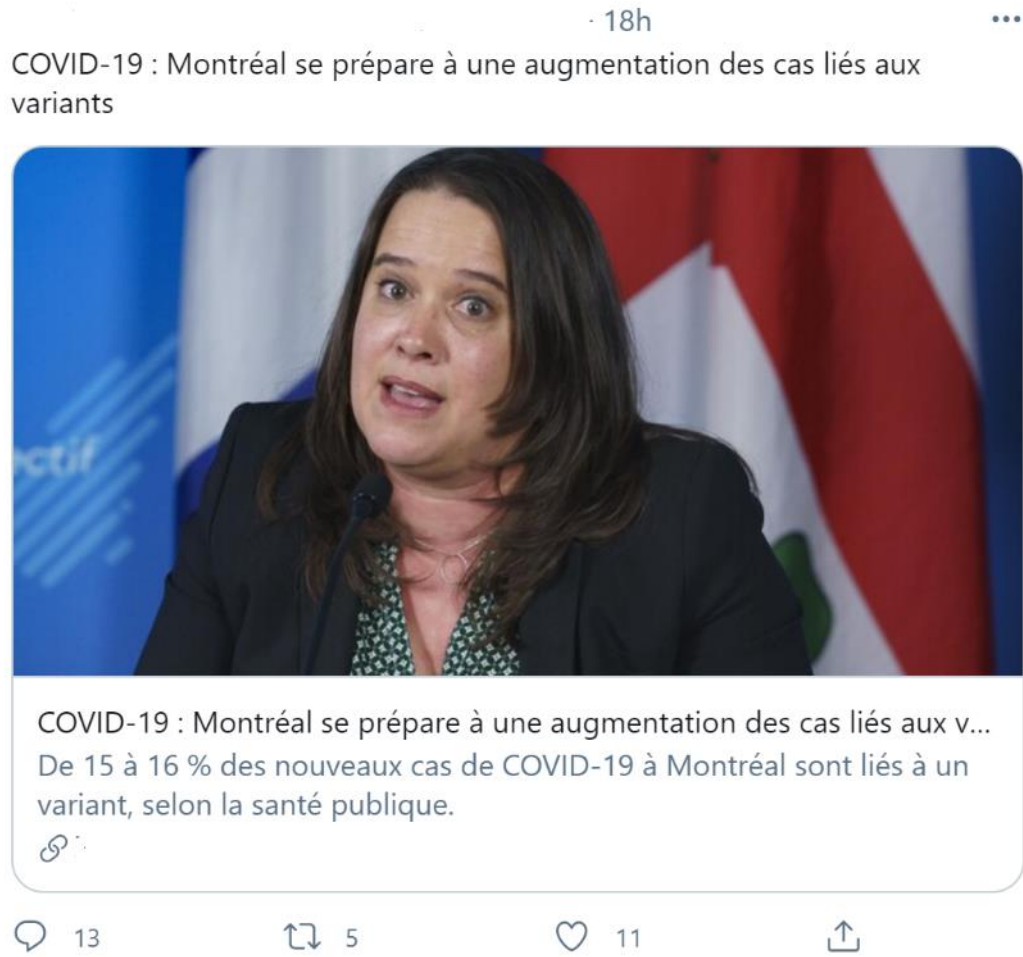 · 18h
COVID-19 : Montréal se prépare à une augmentation des cas liés aux
variants
ectif
COVID-19 : Montréal se prépare à une augmentation des cas liés aux v...
De 15 à 16 % des nouveaux cas de COVID-19 à Montréal sont liés à un
variant, selon la santé publique.
13 5 11